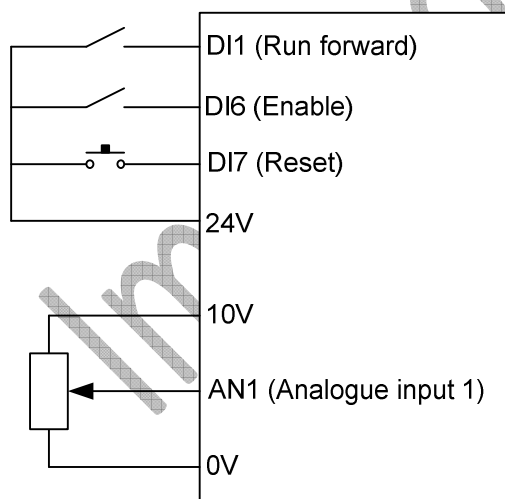 DI1 (Run forward)
DI6 (Enable)
DI7 (Reset)
24V
10V
AN1 (Analogue input 1)
0V